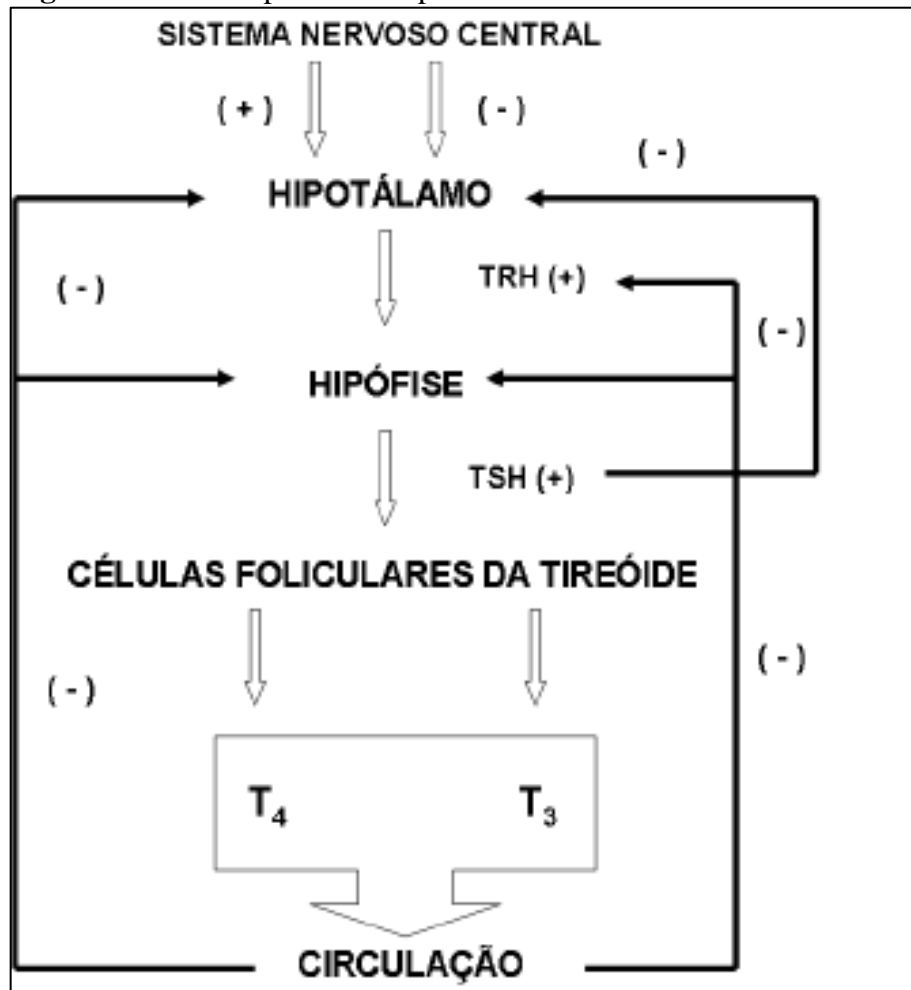 SISTEMA NERVOSO CENTRAL
( + )
( - )
( - )
HIPOTÁLAMO
( - )
TRH (+)
( - )
HIPÓFISE
TSH (+)
CÉLULAS FOLICULARES DA TIREÓIDE
( - )
( - )
T4
T3
CIRCULAÇÃO